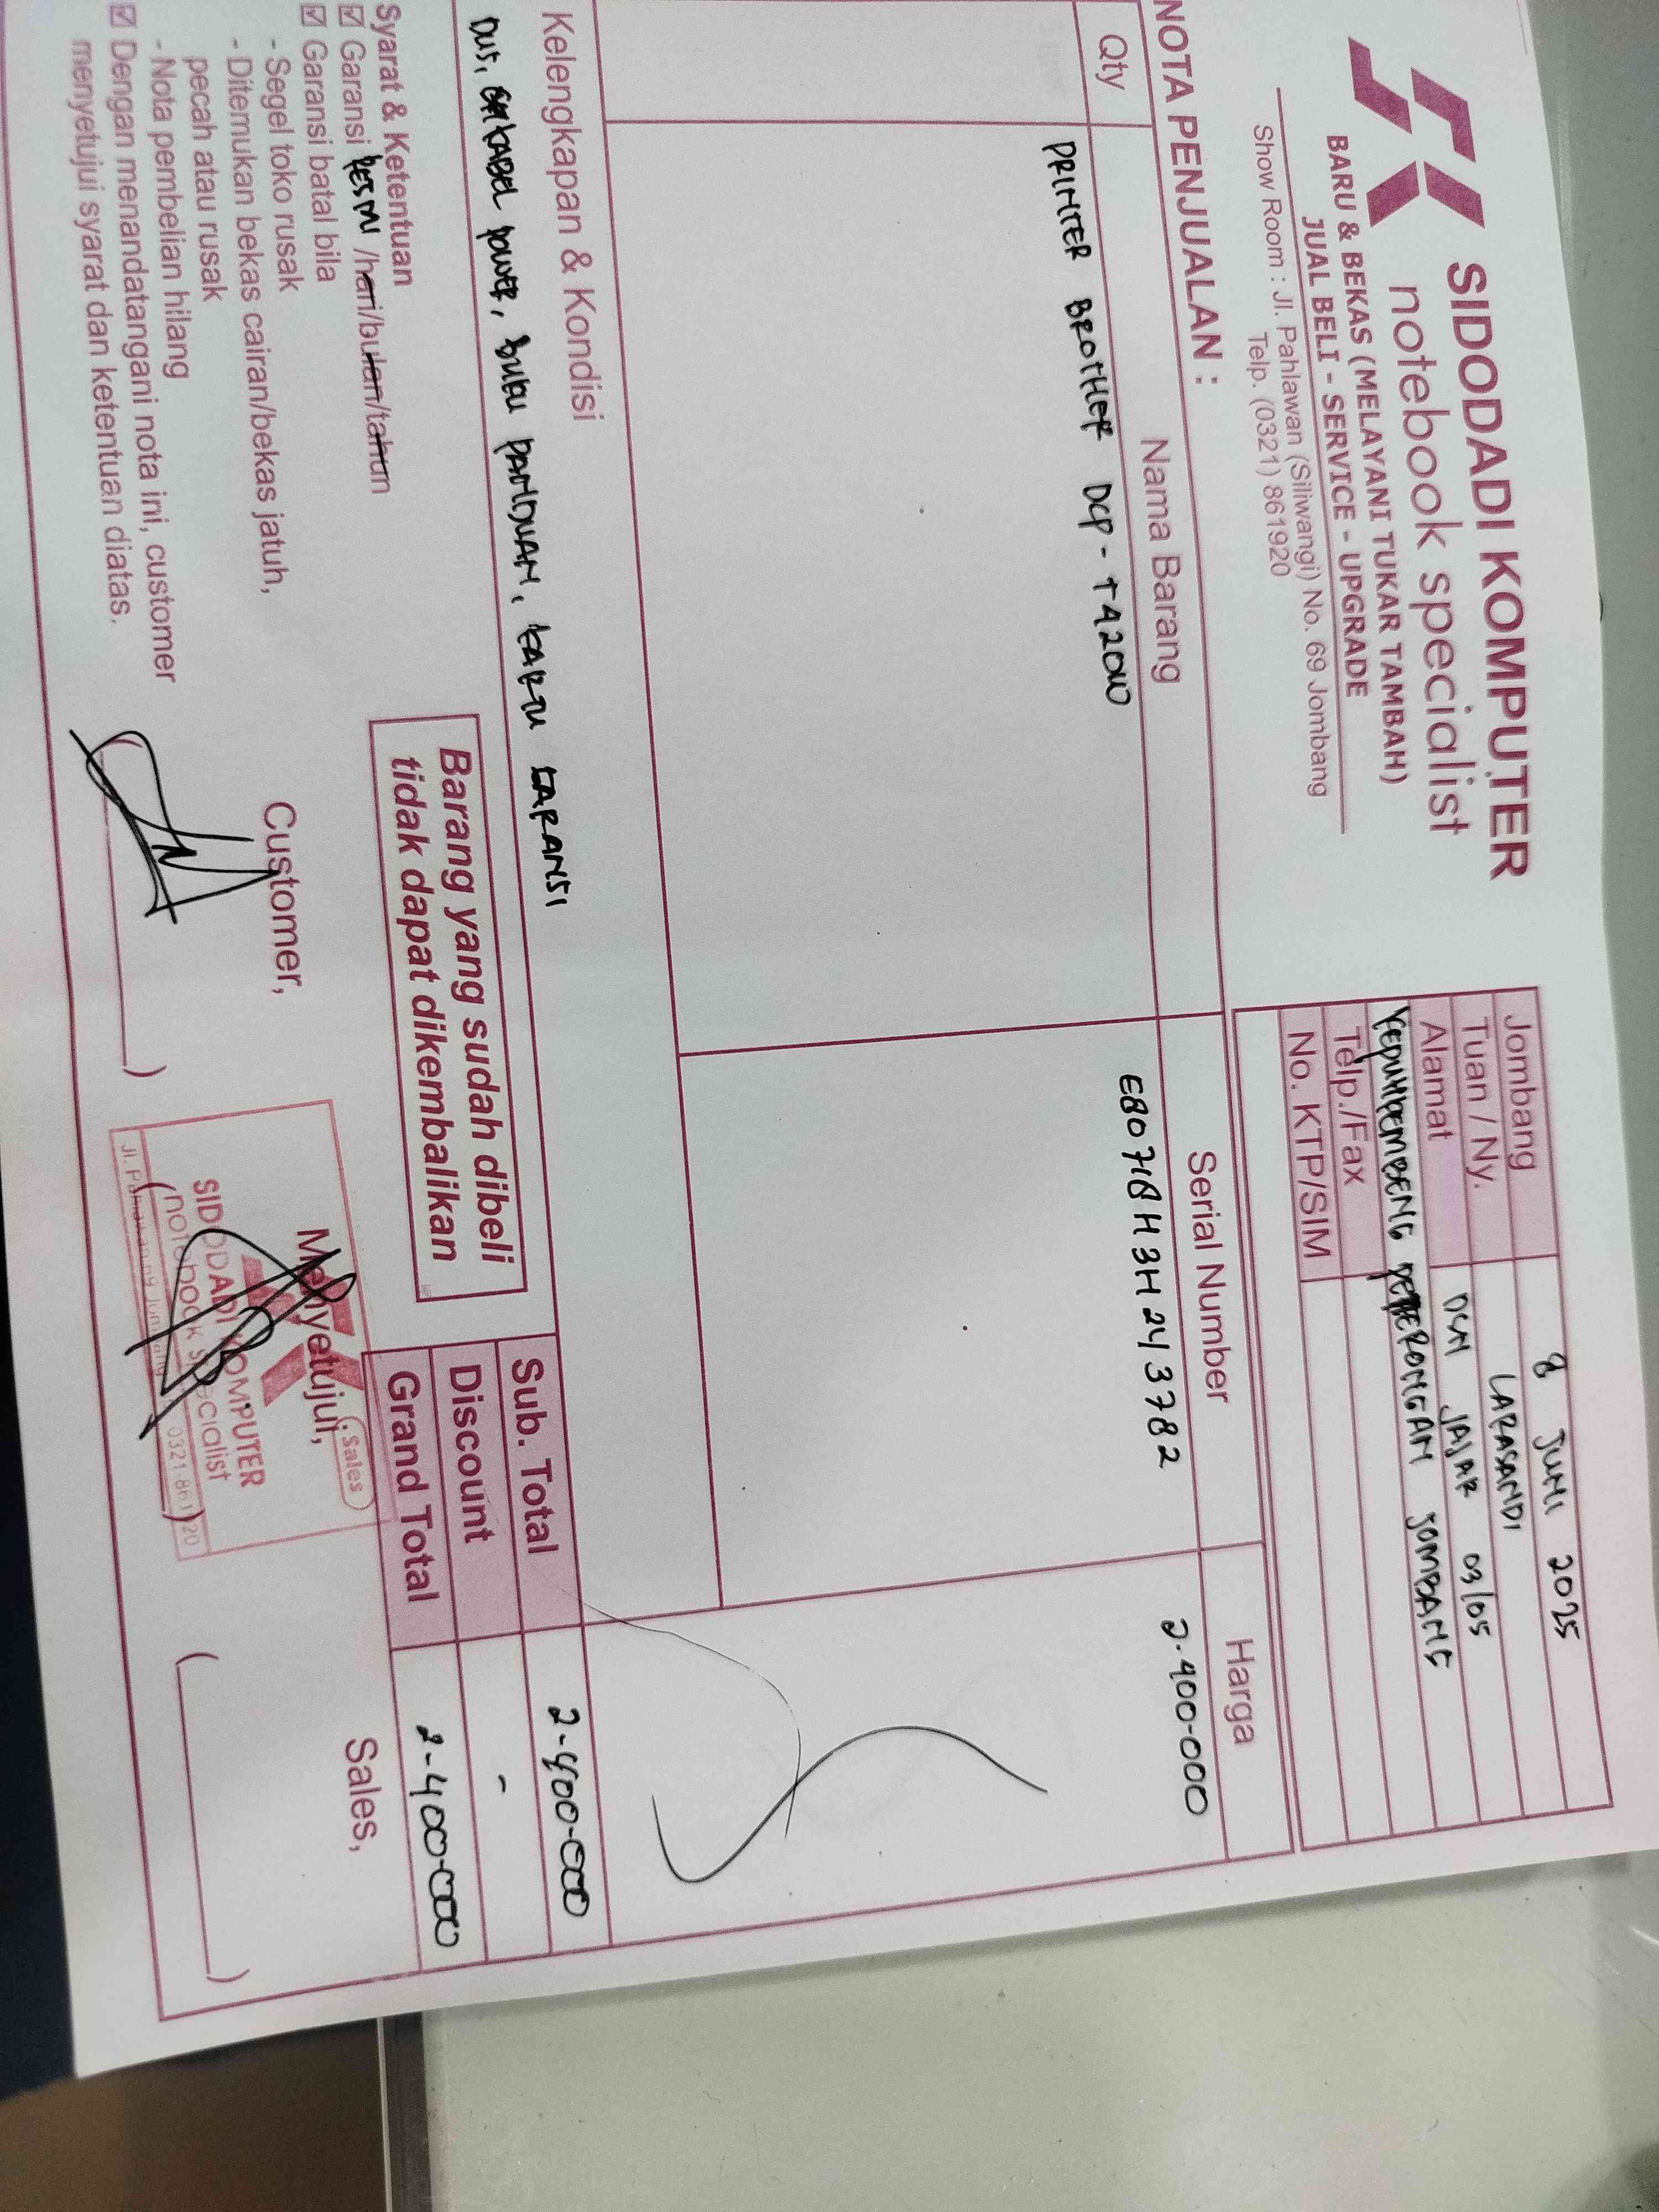 SIDODADI KOMPUTER
notebook specialist
BARU & BEKAS (MELAYANI TUKAR TAMBAH)
JUAL BELI - SERVICE - UPGRADE
Show Room : Jl. Pahlawan (Siliwangi) No. 69 Jombang
Telp. (0321) 861920
Jombang 8 JUNI 2025
Tuan / Ny. LARASANDI
Alamat DSN JAJAR 03/05
KEDUNGBEMBENG PETERONGAN JOMBANG
Telp./Fax
No. KTP/SIM
NOTA PENJUALAN :
Qty Nama Barang Serial Number Harga
PRINTER BROTHER DCP - T420W E80718H3H243782 2.400.000
Kelengkapan & Kondisi
DUS, KABEL POWER, BUKU PANDUAN, KARTU GARANSI
Sub. Total 2.400.000
Discount -
Grand Total 2.400.000
Barang yang sudah dibeli
tidak dapat dikembalikan
Syarat & Ketentuan
☑ Garansi RESMI /hari/bulan/tahun
☑ Garansi batal bila
- Segel toko rusak
- Ditemukan bekas cairan/bekas jatuh,
pecah atau rusak
- Nota pembelian hilang
☑ Dengan menandatangani nota ini, customer
menyetujui syarat dan ketentuan diatas.
Customer,
Menyetujui,
Sales,
Sales
SIDODADI KOMPUTER
notebook specialist